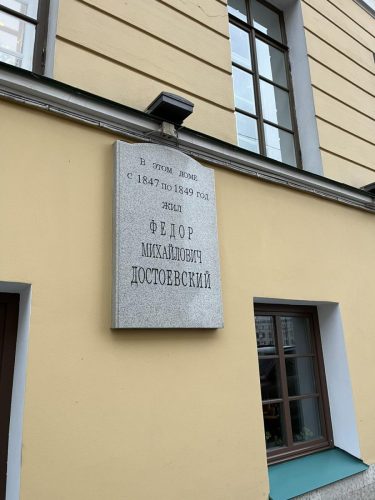 В ЭТОМ ДОМЕ
С 1847 ПО 1849 ГОД
ЖИЛ
ФЕДОР
МИХАЙЛОВИЧ
ДОСТОЕВСКИЙ